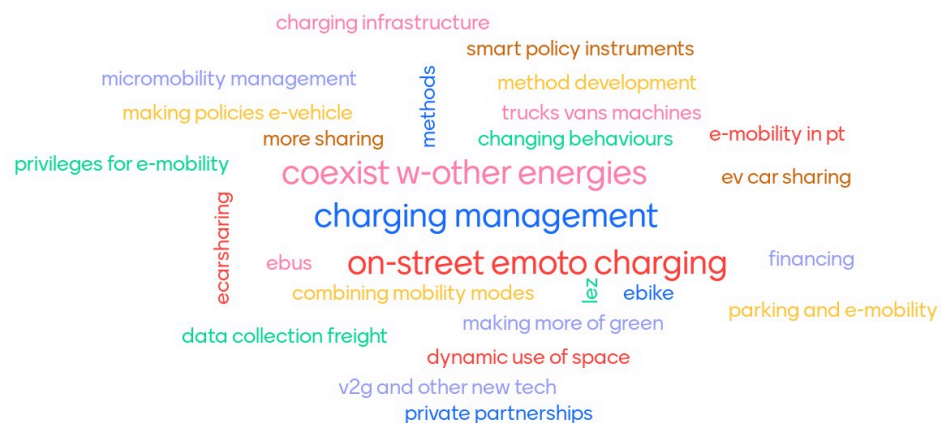 charging infrastructure
smart policy instruments
micromobility management
methods
method development
making policies e-vehicle
trucks vans machines
more sharing
changing behaviours
e-mobility in pt
privileges for e-mobility
coexist w-other energies
ev car sharing
charging management
ecarsharing
ebus
on-street emoto charging
financing
combining mobility modes
lez
ebike
parking and e-mobility
making more of green
data collection freight
dynamic use of space
v2g and other new tech
private partnerships